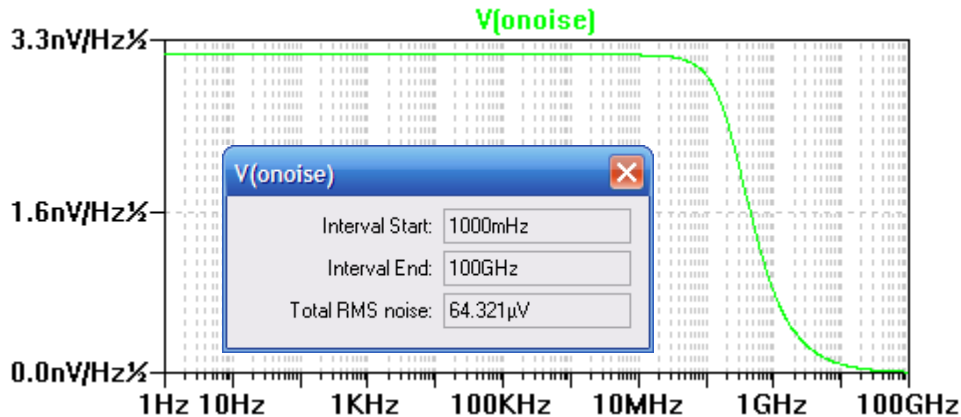 V(onoise)
3.3nV/Hz½
1.6nV/Hz½
0.0nV/Hz½
V(onoise)
Interval Start: 1000mHz
Interval End: 100GHz
Total RMS noise: 64.321µV
1Hz 10Hz 1KHz 100KHz 10MHz 1GHz 100GHz